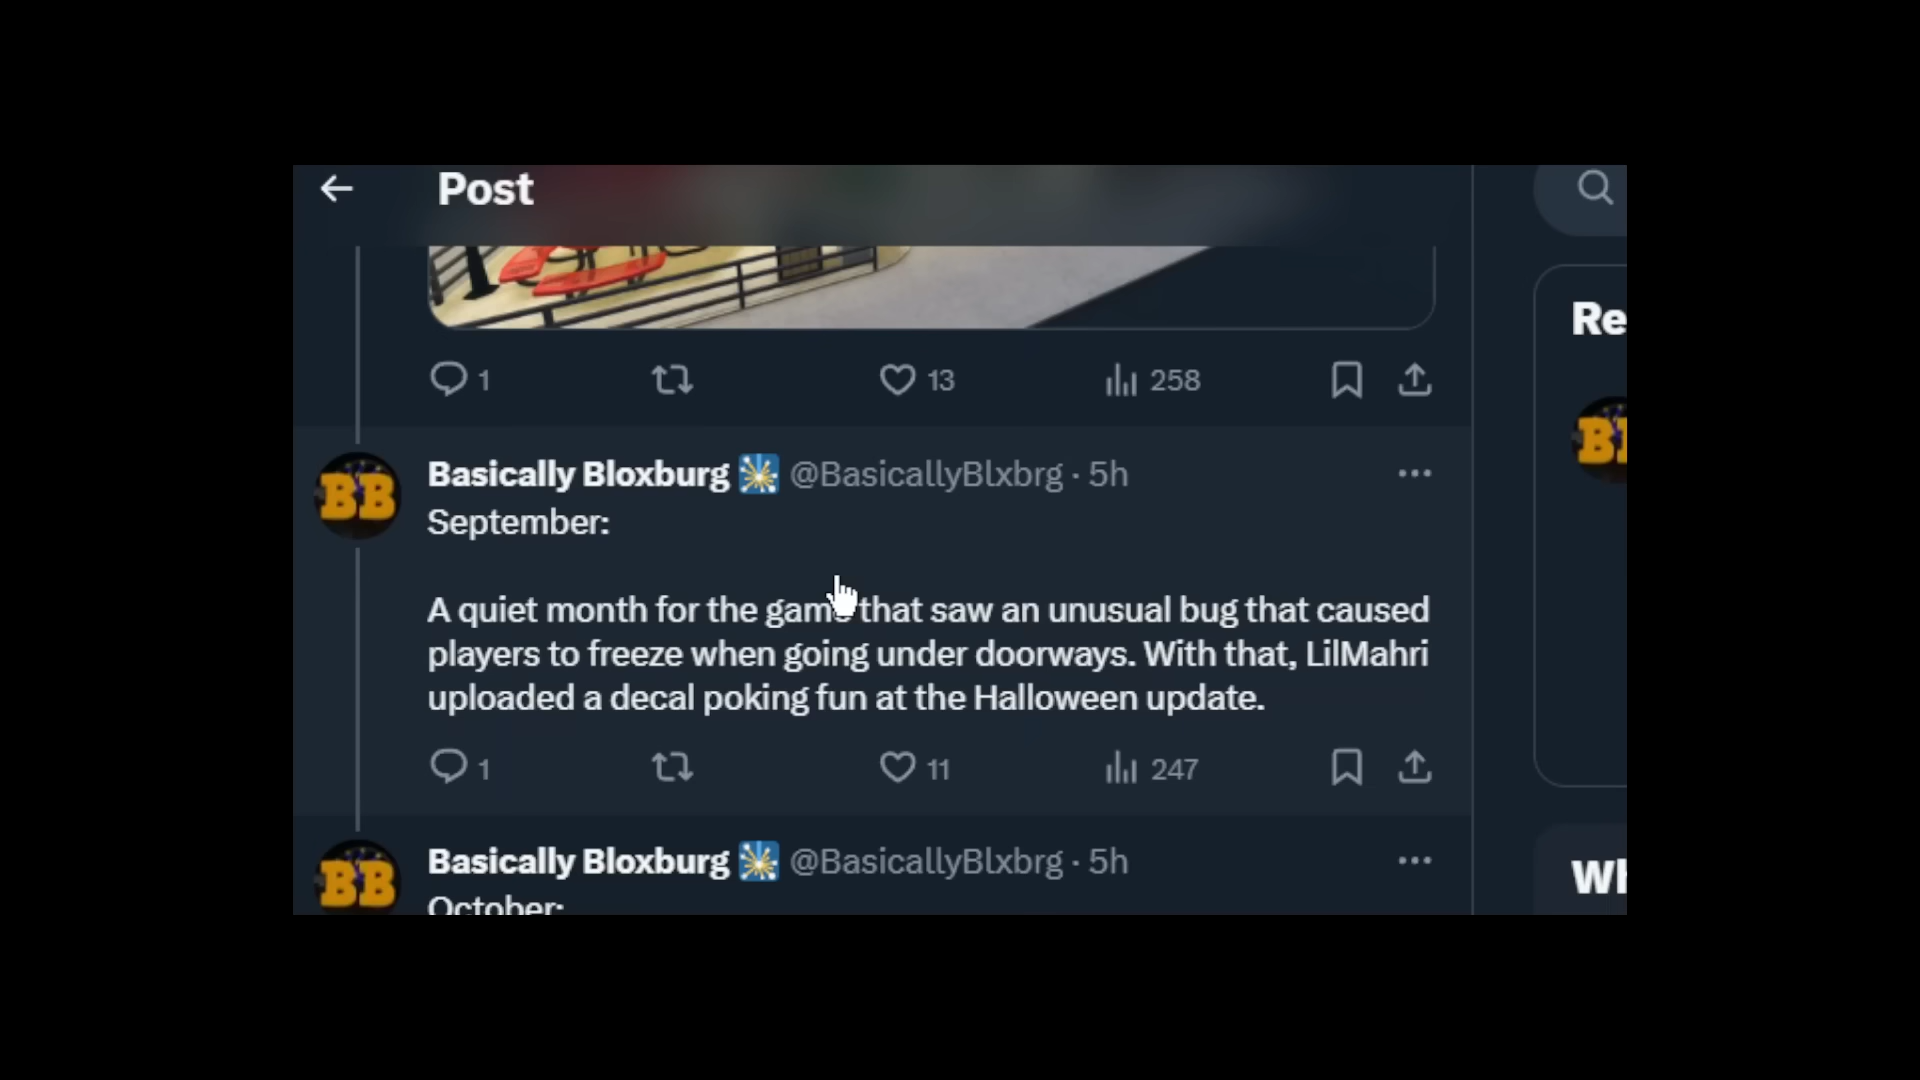 Post
Re
1 13 258
BB
Basically Bloxburg @BasicallyBlxbrg · 5h
September:
A quiet month for the game that saw an unusual bug that caused
players to freeze when going under doorways. With that, LilMahri
uploaded a decal poking fun at the Halloween update.
1 11 247
BB
Basically Bloxburg @BasicallyBlxbrg · 5h
October:
Wh